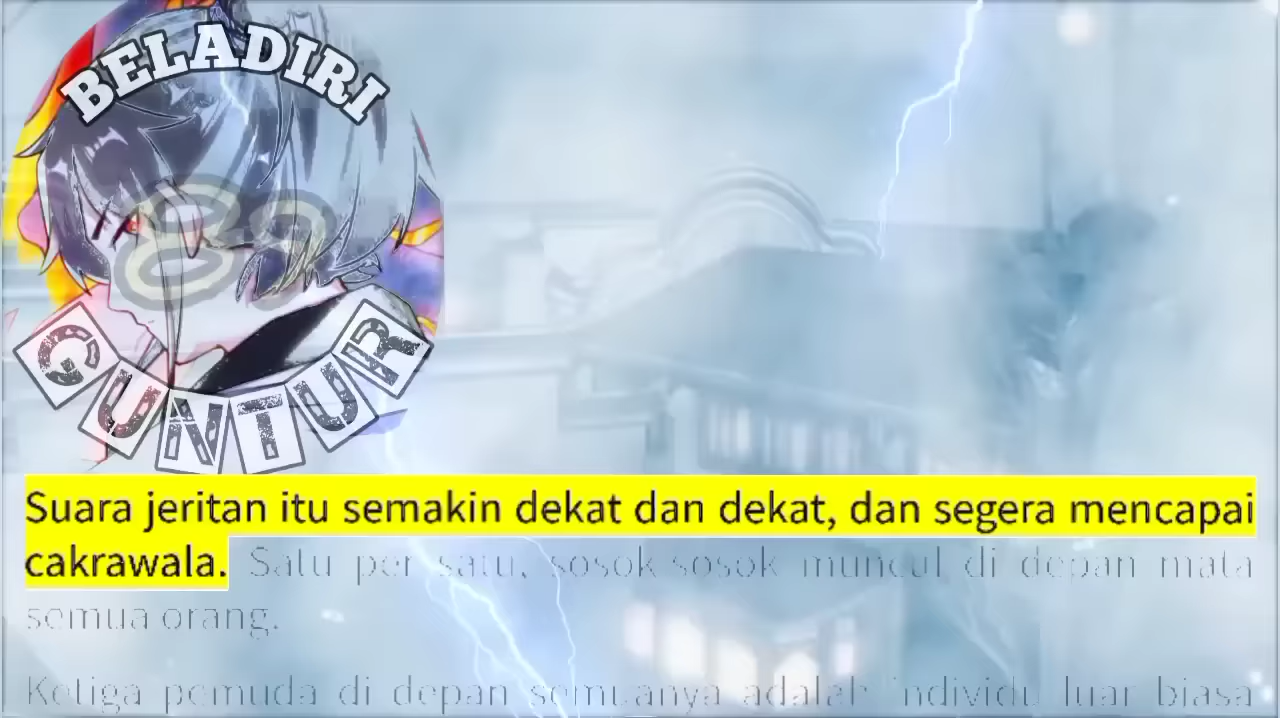 BELADIRI
GUNTUR
Suara jeritan itu semakin dekat dan dekat, dan segera mencapai
cakrawala. Satu per satu, sosok-sosok muncul di depan mata
semua orang.
Ketiga pemuda di depan semuanya adalah individu luar biasa